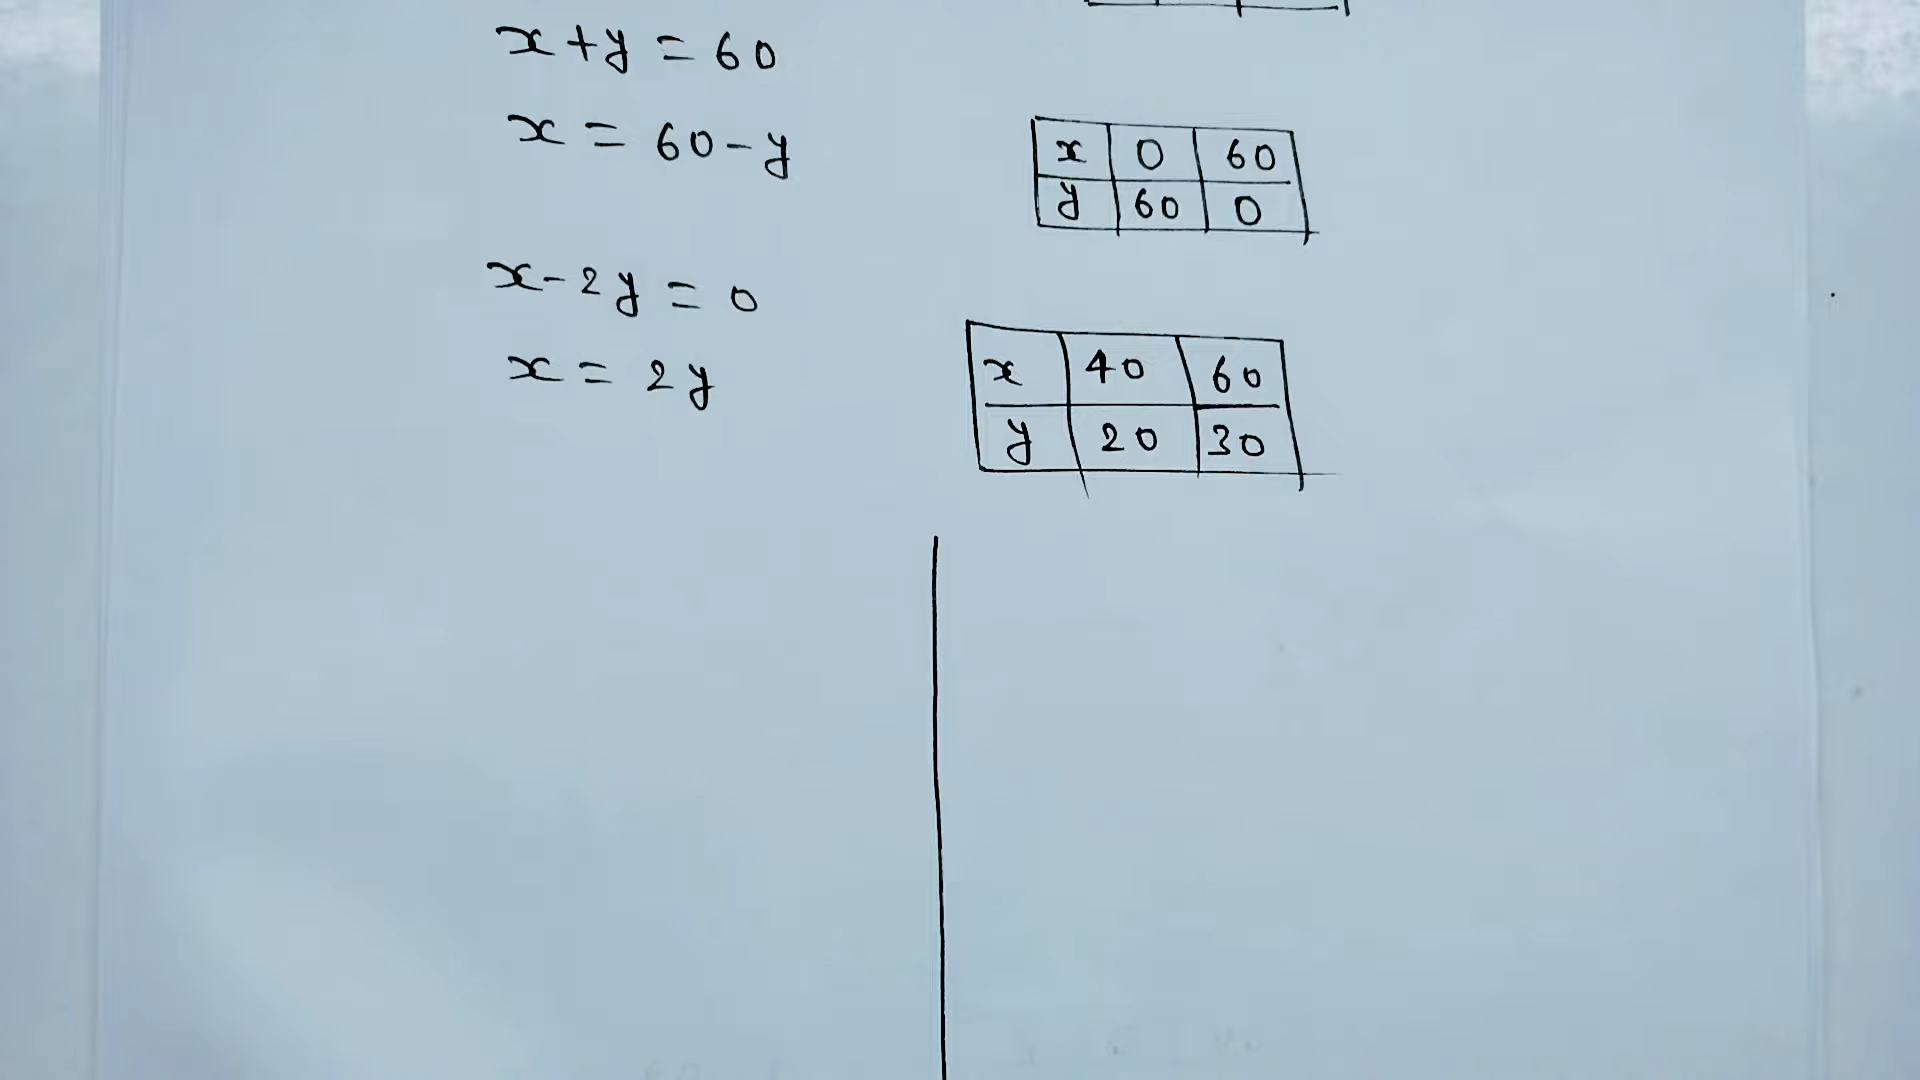 x + y = 60
x = 60 - y
x 0 60
y 60 0
x - 2y = 0
x = 2y
x 40 60
y 20 30